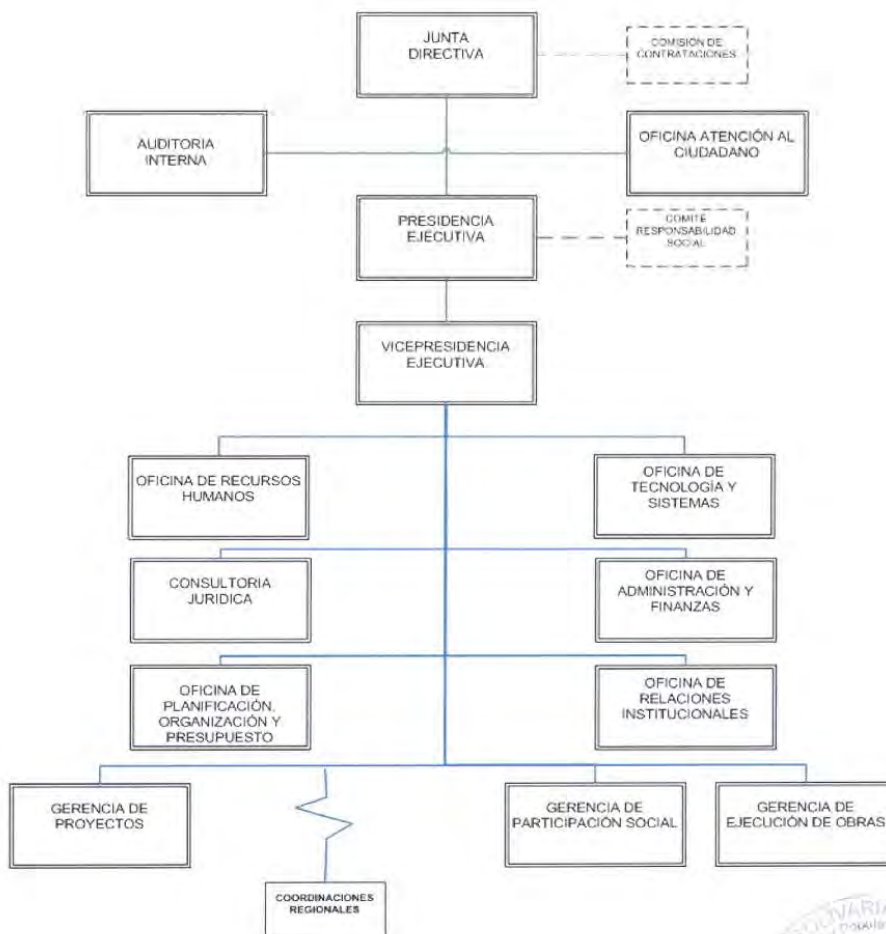 JUNTA
DIRECTIVA
COMISIÓN DE
CONTRATACIONES
AUDITORIA
INTERNA
OFICINA ATENCIÓN AL
CIUDADANO
PRESIDENCIA
EJECUTIVA
COMITÉ
RESPONSABILIDAD
SOCIAL
VICEPRESIDENCIA
EJECUTIVA
OFICINA DE RECURSOS
HUMANOS
OFICINA DE
TECNOLOGÍA Y
SISTEMAS
CONSULTORIA
JURIDICA
OFICINA DE
ADMINISTRACIÓN Y
FINANZAS
OFICINA DE
PLANIFICACIÓN,
ORGANIZACIÓN Y
PRESUPUESTO
OFICINA DE
RELACIONES
INSTITUCIONALES
GERENCIA DE
PROYECTOS
GERENCIA DE
PARTICIPACIÓN SOCIAL
GERENCIA DE
EJECUCIÓN DE OBRAS
COORDINACIONES
REGIONALES